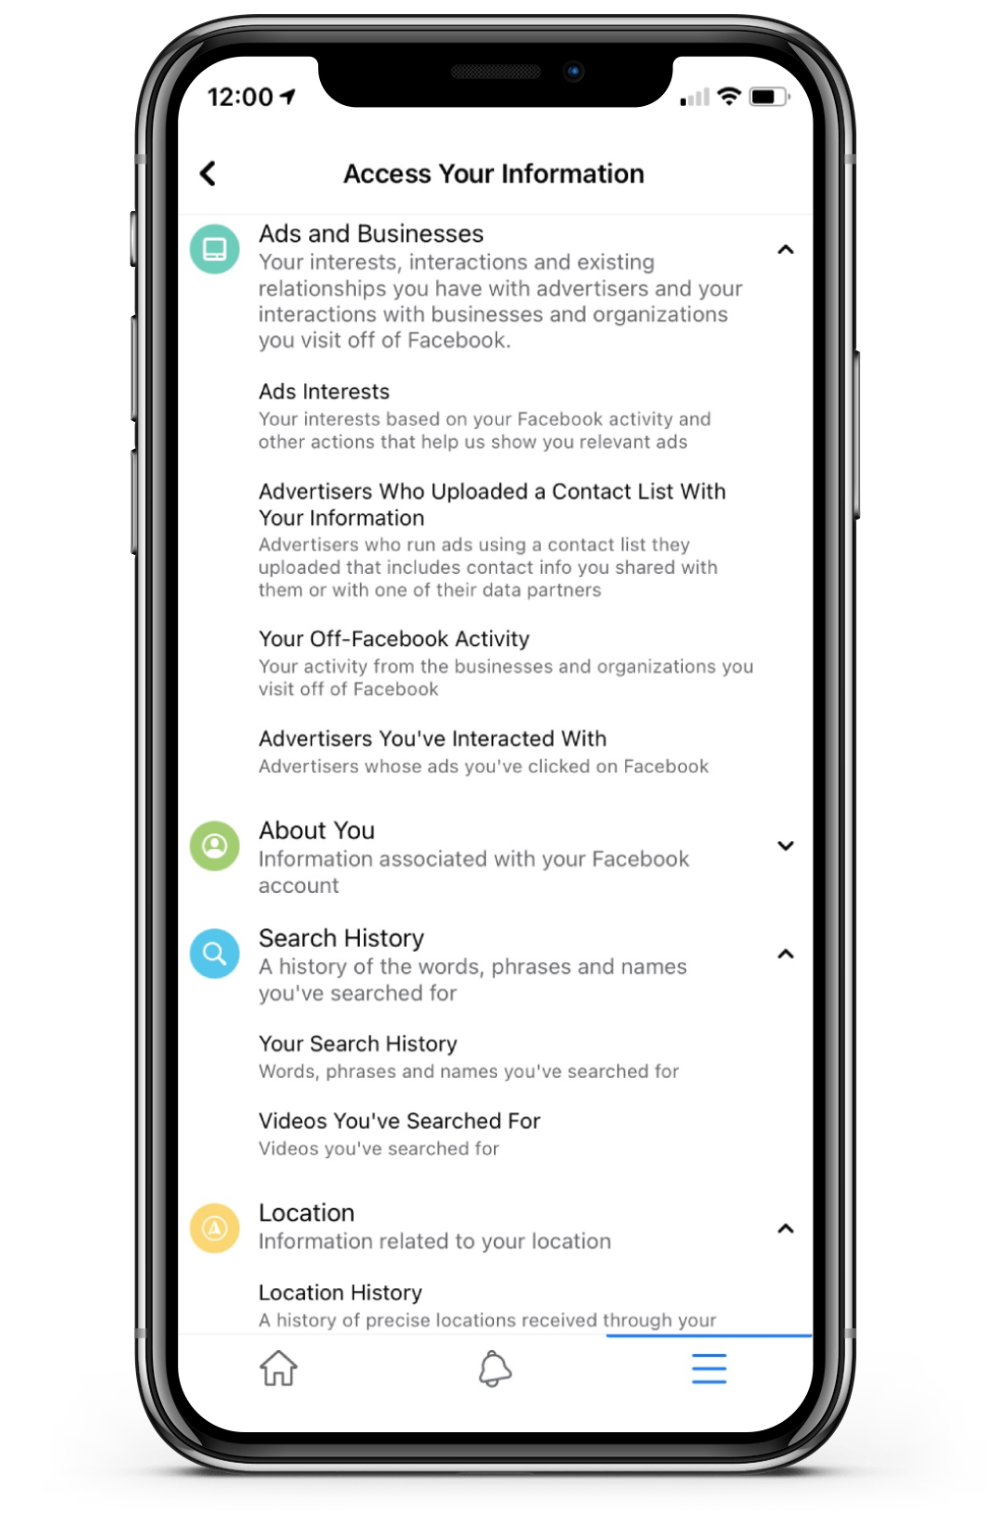 12:00
Access Your Information
Ads and Businesses
Your interests, interactions and existing
relationships you have with advertisers and your
interactions with businesses and organizations
you visit off of Facebook.
Ads Interests
Your interests based on your Facebook activity and
other actions that help us show you relevant ads
Advertisers Who Uploaded a Contact List With
Your Information
Advertisers who run ads using a contact list they
uploaded that includes contact info you shared with
them or with one of their data partners
Your Off-Facebook Activity
Your activity from the businesses and organizations you
visit off of Facebook
Advertisers You've Interacted With
Advertisers whose ads you've clicked on Facebook
About You
Information associated with your Facebook
account
Search History
A history of the words, phrases and names
you've searched for
Your Search History
Words, phrases and names you've searched for
Videos You've Searched For
Videos you've searched for
Location
Information related to your location
Location History
A history of precise locations received through your